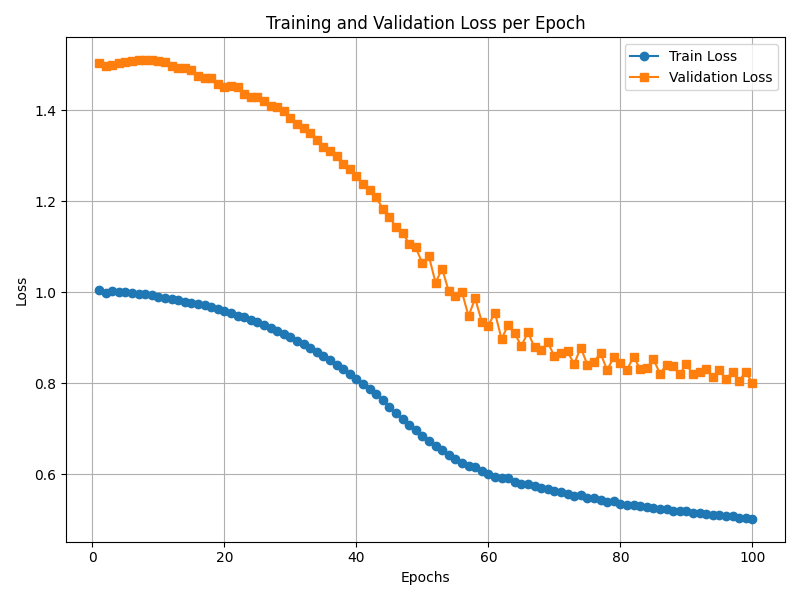 Training and Validation Loss per Epoch
Train Loss
Validation Loss
1.4
1.2
1.0
0.8
0.6
Loss
0 20 40 60 80 100
Epochs